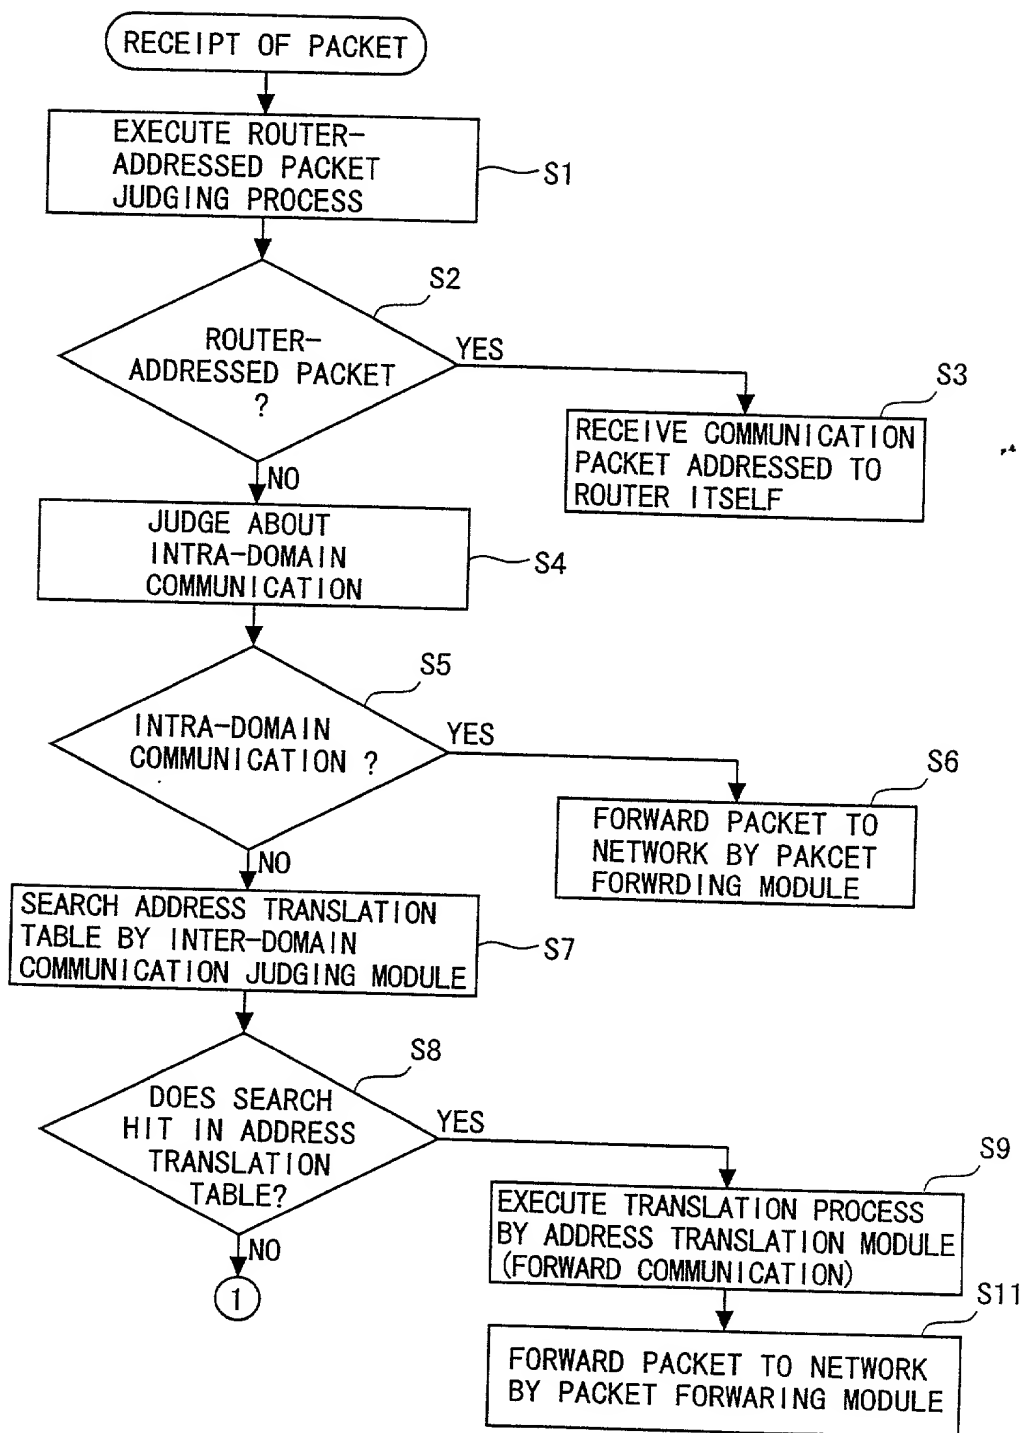 RECEIPT OF PACKET
EXECUTE ROUTER-
ADDRESSED PACKET
JUDGING PROCESS
S1
S2
ROUTER-
ADDRESSED PACKET
?
YES
S3
RECEIVE COMMUNICATION
PACKET ADDRESSED TO
ROUTER ITSELF
NO
JUDGE ABOUT
INTRA-DOMAIN
COMMUNICATION
S4
S5
INTRA-DOMAIN
COMMUNICATION ?
YES
S6
FORWARD PACKET TO
NETWORK BY PAKCET
FORWRDING MODULE
NO
SEARCH ADDRESS TRANSLATION
TABLE BY INTER-DOMAIN
COMMUNICATION JUDGING MODULE
S7
S8
DOES SEARCH
HIT IN ADDRESS
TRANSLATION
TABLE?
YES
S9
EXECUTE TRANSLATION PROCESS
BY ADDRESS TRANSLATION MODULE
(FORWARD COMMUNICATION)
NO
1
S11
FORWARD PACKET TO NETWORK
BY PACKET FORWARING MODULE